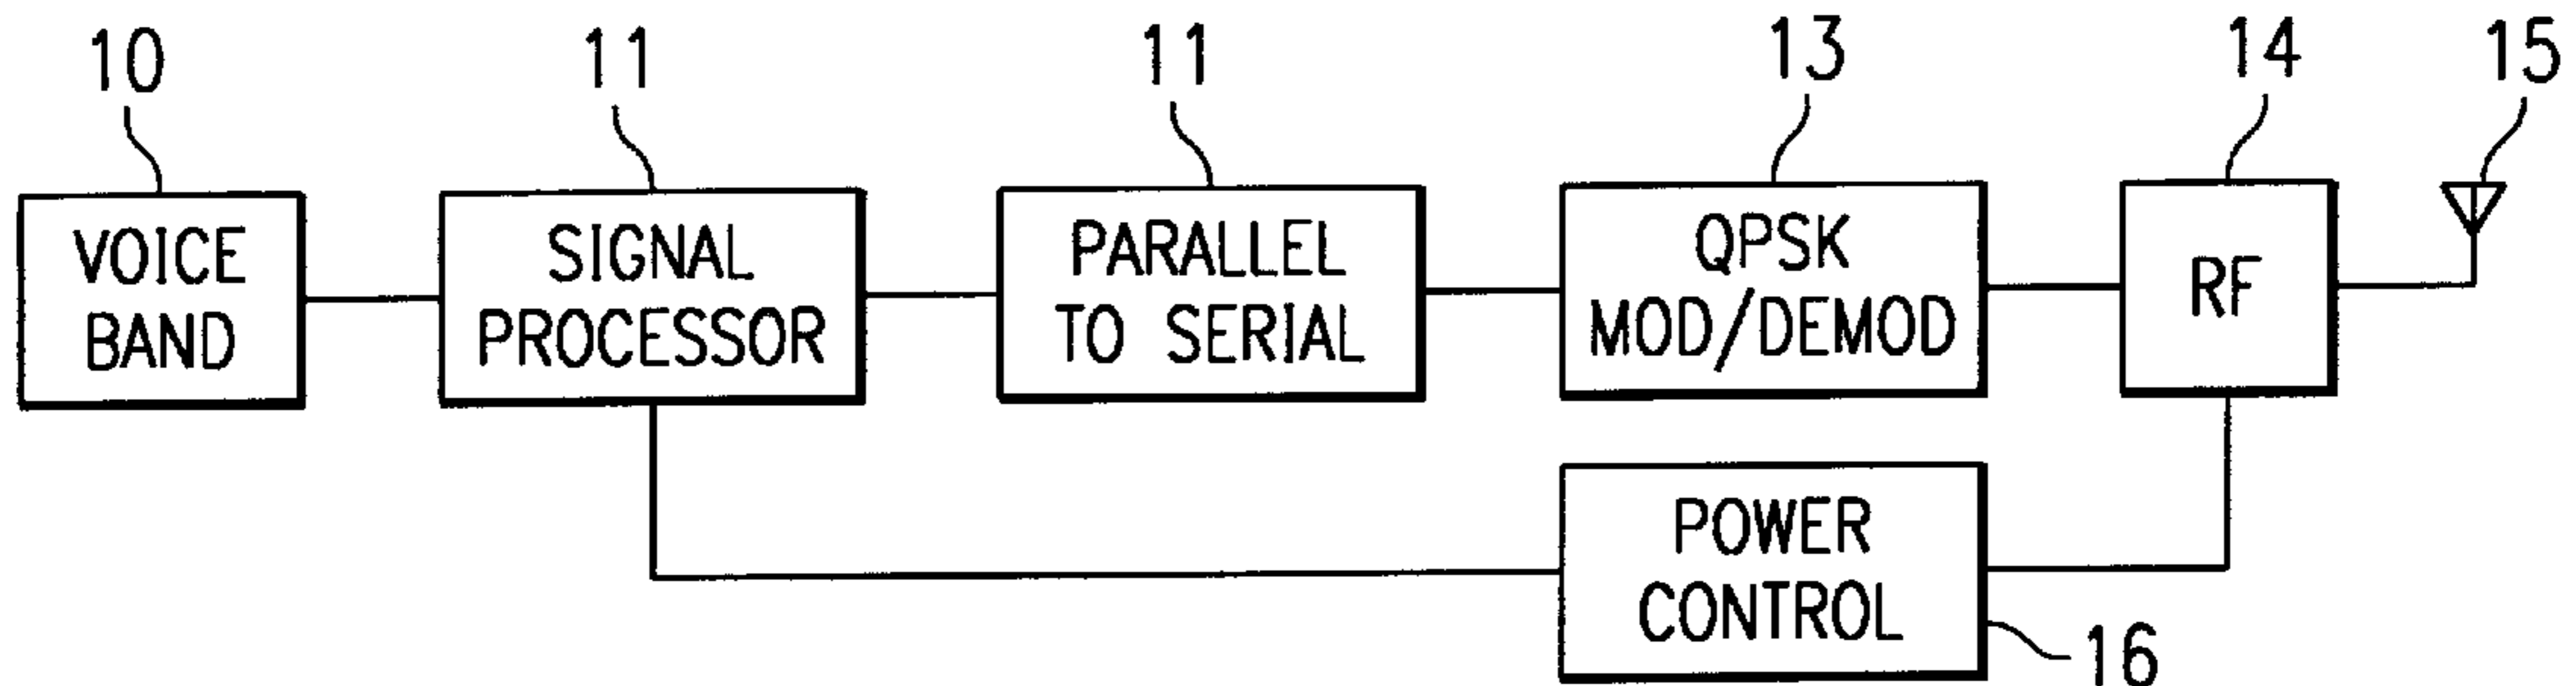 10
11
11
13
14
15
VOICE
BAND
SIGNAL
PROCESSOR
PARALLEL
TO SERIAL
QPSK
MOD/DEMOD
RF
POWER
CONTROL
16